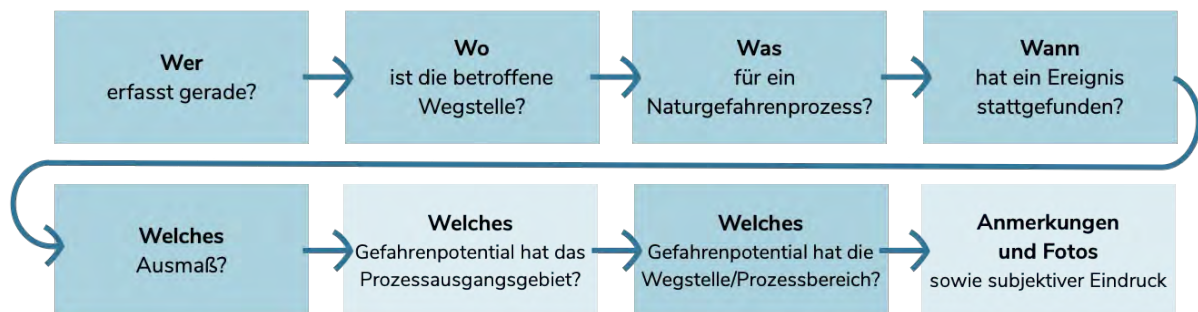 Wer
erfasst gerade?
Wo
ist die betroffene
Wegstelle?
Was
für ein
Naturgefahrenprozess?
Wann
hat ein Ereignis
stattgefunden?
Welches
Ausmaß?
Welches
Gefahrenpotential hat das
Prozessausgangsgebiet?
Welches
Gefahrenpotential hat die
Wegstelle/Prozessbereich?
Anmerkungen
und Fotos
sowie subjektiver Eindruck